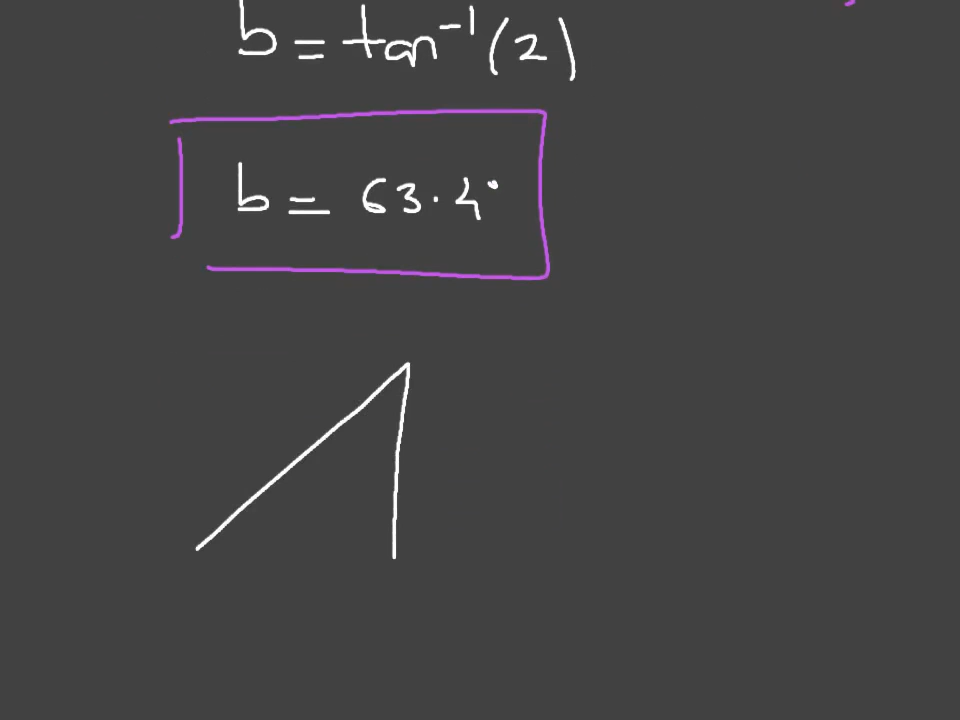 b = tan⁻¹(2)
b = 63.4°